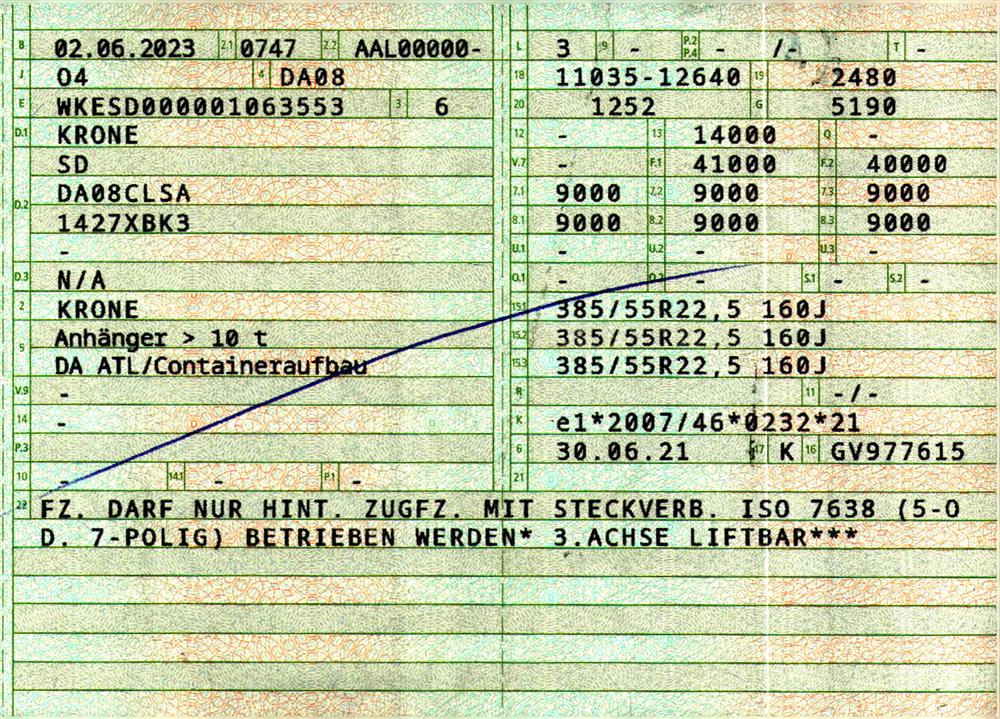 B 02.06.2023 2.1 0747 2.2 AAL00000- L 3 9 - P.2 P.4 - /- T -
J O4 4 DA08 18 11035-12640 19 2480
E WKESD000001063553 3 6 20 1252 G 5190
D.1 KRONE 12 - 13 14000 Q -
SD V.7 - F.1 41000 F.2 40000
D.2 DA08CLSA 7.1 9000 7.2 9000 7.3 9000
1427XBK3 8.1 9000 8.2 9000 8.3 9000
- U.1 - U.2 - U.3 -
D.3 N/A O.1 - O.2 - S.1 - S.2 -
2 KRONE 15.1 385/55R22,5 160J
5 Anhänger > 10 t 15.2 385/55R22,5 160J
DA ATL/Containeraufbau 15.3 385/55R22,5 160J
V.9 - R 11 -/-
14 - K e1*2007/46*0232*21
P.3 6 30.06.21 17 K 16 GV977615
10 - 14.1 - P.1 - 21
22 FZ. DARF NUR HINT. ZUGFZ. MIT STECKVERB. ISO 7638 (5-O
D. 7-POLIG) BETRIEBEN WERDEN* 3.ACHSE LIFTBAR***